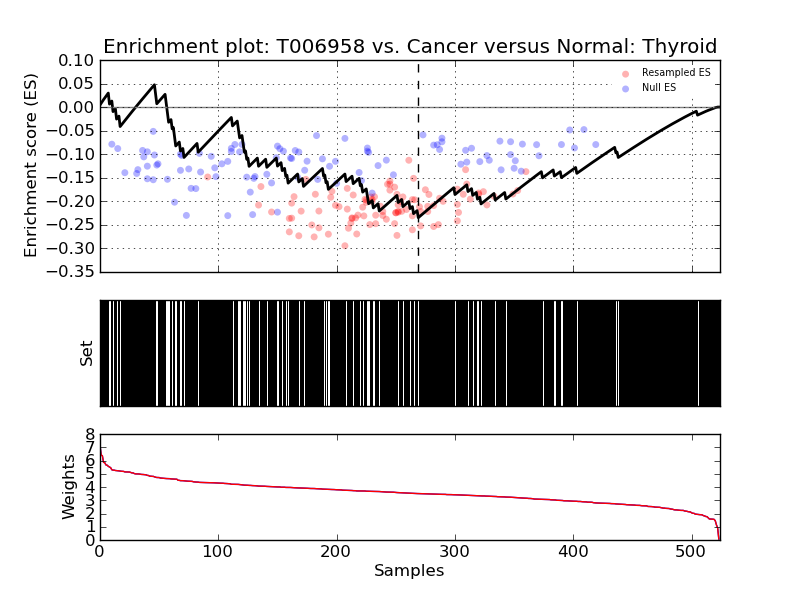 Enrichment plot: T006958 vs. Cancer versus Normal: Thyroid
Enrichment score (ES)
0.10
0.05
0.00
−0.05
−0.10
−0.15
−0.20
−0.25
−0.30
−0.35
Resampled ES
Null ES
Set
Weights
8
7
6
5
4
3
2
1
0
0 100 200 300 400 500
Samples